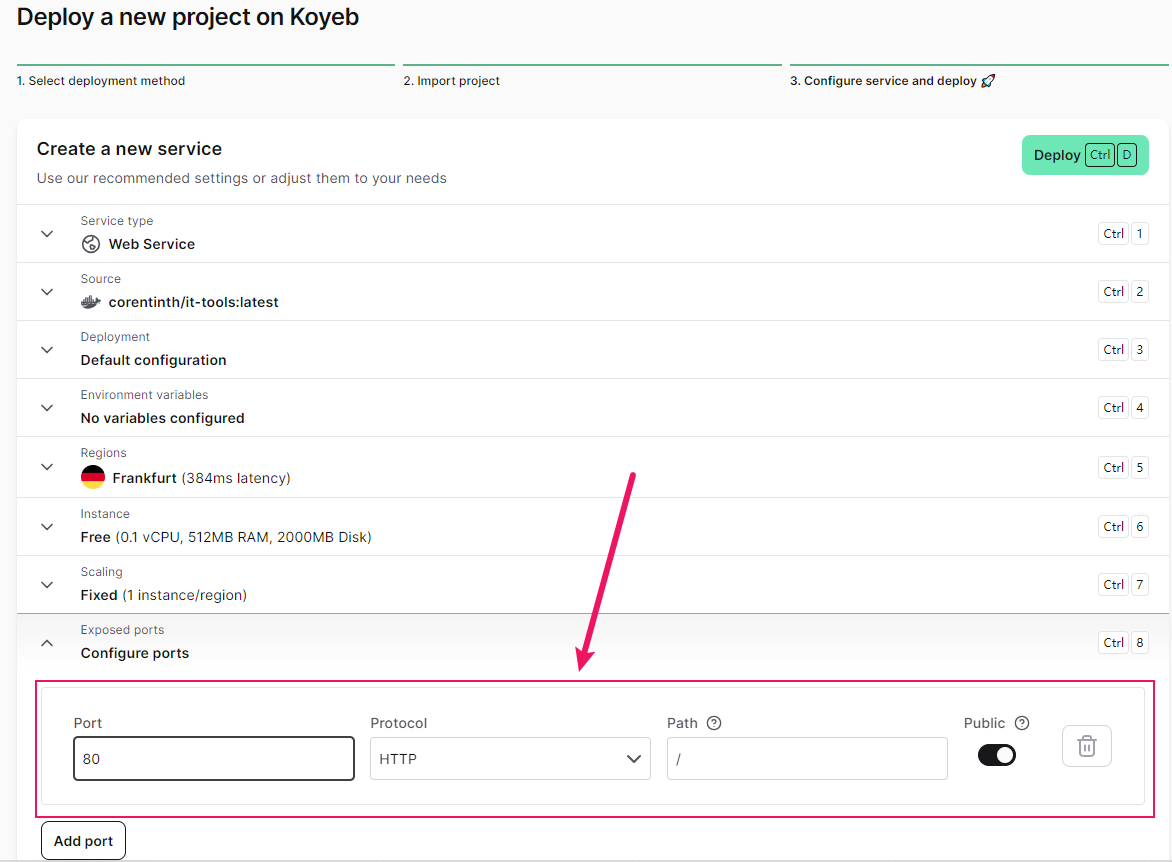 Deploy a new project on Koyeb
1. Select deployment method
2. Import project
3. Configure service and deploy 🚀
Create a new service
Use our recommended settings or adjust them to your needs
Deploy Ctrl D
Service type
Web Service
Ctrl 1
Source
corentinth/it-tools:latest
Ctrl 2
Deployment
Default configuration
Ctrl 3
Environment variables
No variables configured
Ctrl 4
Regions
Frankfurt (384ms latency)
Ctrl 5
Instance
Free (0.1 vCPU, 512MB RAM, 2000MB Disk)
Ctrl 6
Scaling
Fixed (1 instance/region)
Ctrl 7
Exposed ports
Configure ports
Ctrl 8
Port
80
Protocol
HTTP
Path ?
/
Public ?
Add port